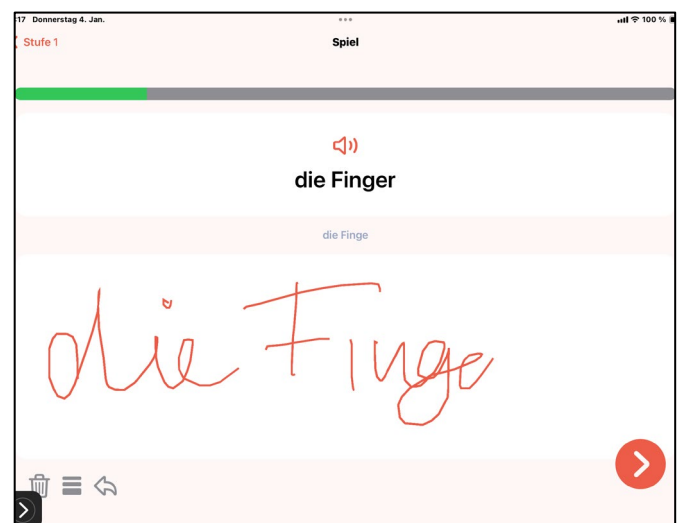 :17 Donnerstag 4. Jan.
100 %
Stufe 1
Spiel
die Finger
die Finge
die Finge